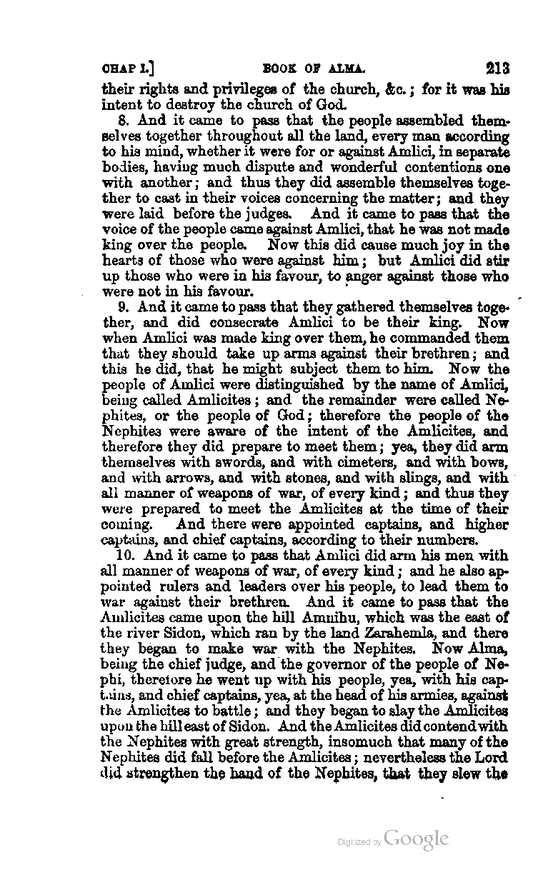 CHAP I.] BOOK OF ALMA. 213
their rights and privileges of the church, &c. ; for it was his
intent to destroy the church of God.
8. And it came to pass that the people assembled them-
selves together throughout all the land, every man according
to his mind, whether it were for or against Amlici, in separate
bodies, having much dispute and wonderful contentions one
with another ; and thus they did assemble themselves toge-
ther to cast in their voices concerning the matter; and they
were laid before the judges. And it came to pass that the
voice of the people came against Amlici, that he was not made
king over the people. Now this did cause much joy in the
hearts of those who were against him ; but Amlici did stir
up those who were in his favour, to anger against those who
were not in his favour.
9. And it came to pass that they gathered themselves toge-
ther, and did consecrate Amlici to be their king. Now
when Amlici was made king over them, he commanded them
that they should take up arms against their brethren ; and
this he did, that he might subject them to him. Now the
people of Amlici were distinguished by the name of Amlici,
being called Amlicites ; and the remainder were called Ne-
phites, or the people of God; therefore the people of the
Nephites were aware of the intent of the Amlicites, and
therefore they did prepare to meet them ; yea, they did arm
themselves with swords, and with cimeters, and with bows,
and with arrows, and with stones, and with slings, and with
all manner of weapons of war, of every kind ; and thus they
were prepared to meet the Amlicites at the time of their
coming. And there were appointed captains, and higher
captains, and chief captains, according to their numbers.
10. And it came to pass that Amlici did arm his men with
all manner of weapons of war, of every kind ; and he also ap-
pointed rulers and leaders over his people, to lead them to
war against their brethren. And it came to pass that the
Amlicites came upon the hill Amnihu, which was the east of
the river Sidon, which ran by the land Zarahemla, and there
they began to make war with the Nephites. Now Alma,
being the chief judge, and the governor of the people of Ne-
phi, therefore he went up with his people, yea, with his cap-
tains, and chief captains, yea, at the head of his armies, against
the Amlicites to battle ; and they began to slay the Amlicites
upon the hill east of Sidon. And the Amlicites did contend with
the Nephites with great strength, insomuch that many of the
Nephites did fall before the Amlicites ; nevertheless the Lord
did strengthen the hand of the Nephites, that they slew the
Digitized by Google